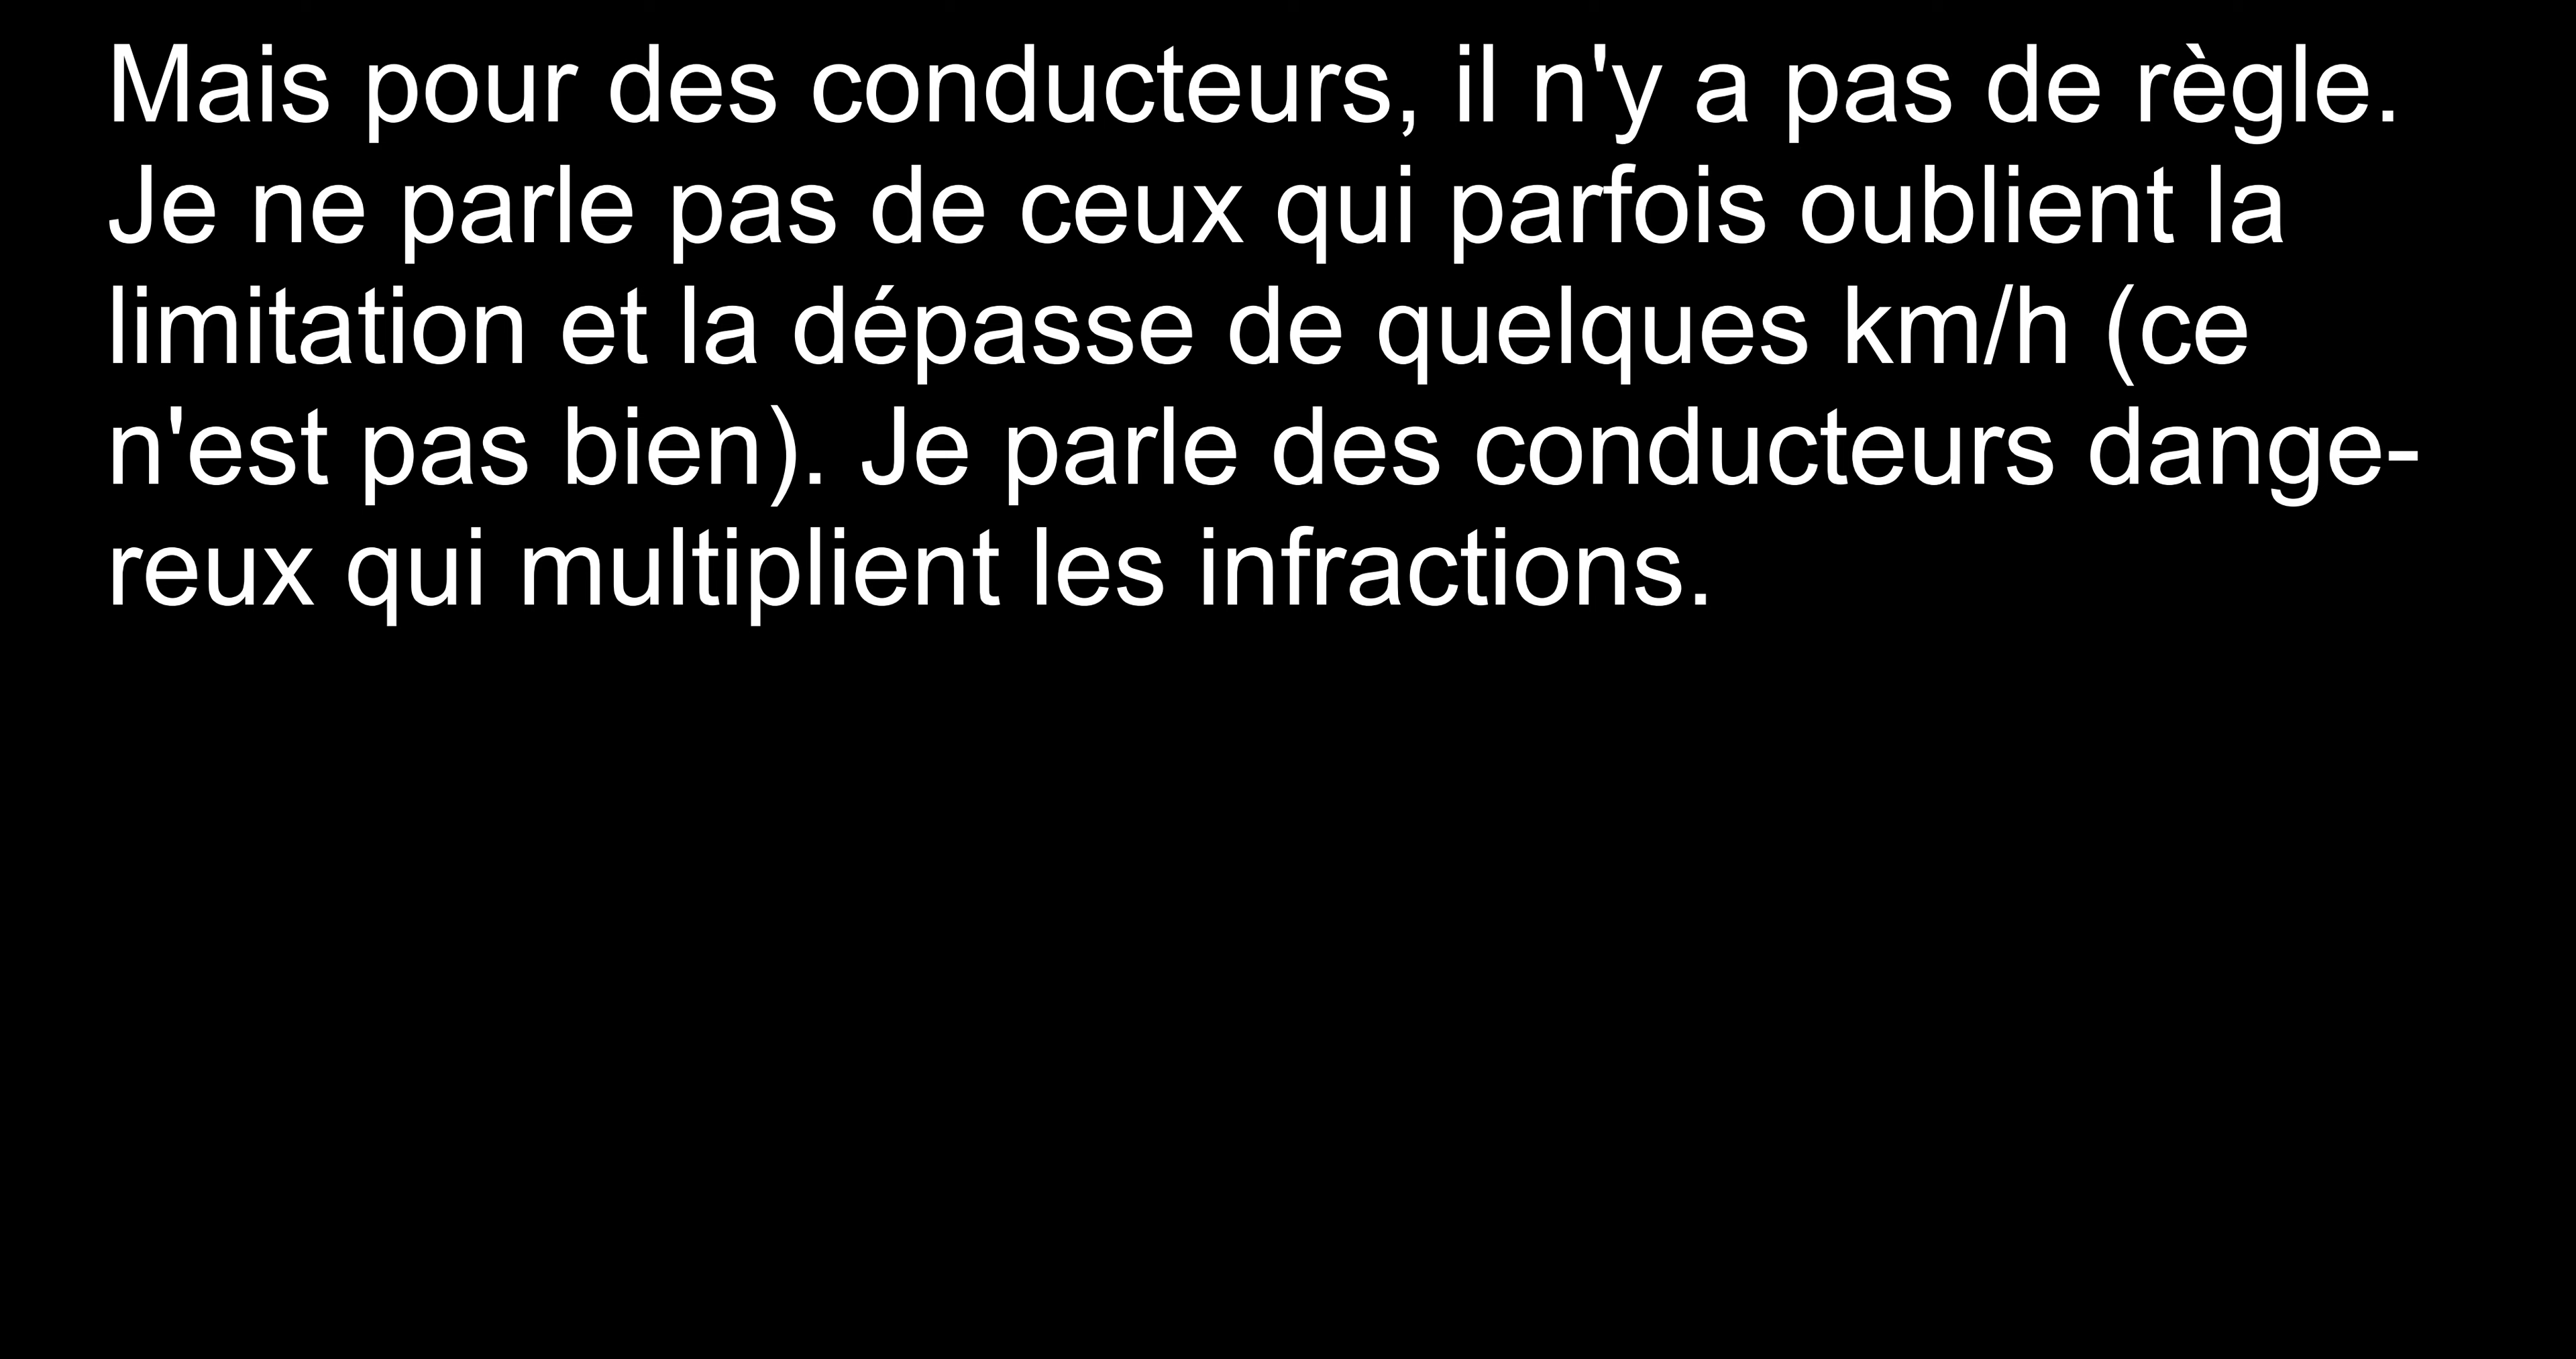 Mais pour des conducteurs, il n'y a pas de règle.
Je ne parle pas de ceux qui parfois oublient la
limitation et la dépasse de quelques km/h (ce
n'est pas bien). Je parle des conducteurs dange-
reux qui multiplient les infractions.